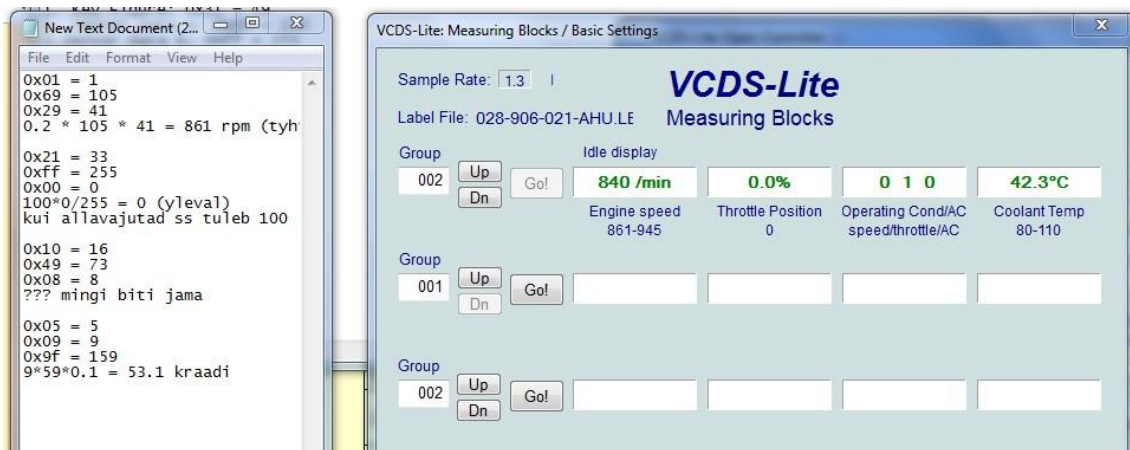 New Text Document (2...
File Edit Format View Help
0x01 = 1
0x69 = 105
0x29 = 41
0.2 * 105 * 41 = 861 rpm (tyh
0x21 = 33
0xff = 255
0x00 = 0
100*0/255 = 0 (yleval)
kui allavajutad ss tuleb 100
0x10 = 16
0x49 = 73
0x08 = 8
??? mingi biti jama
0x05 = 5
0x09 = 9
0x9f = 159
9*59*0.1 = 53.1 kraadi
VCDS-Lite: Measuring Blocks / Basic Settings
Sample Rate: 1.3
VCDS-Lite
Label File: 028-906-021-AHU.LE
Measuring Blocks
Group
Idle display
002 Up Dn Go! 840 /min 0.0% 0 1 0 42.3°C
Engine speed Throttle Position Operating Cond/AC Coolant Temp
861-945 0 speed/throttle/AC 80-110
Group
001 Up Dn Go!
Group
002 Up Dn Go!